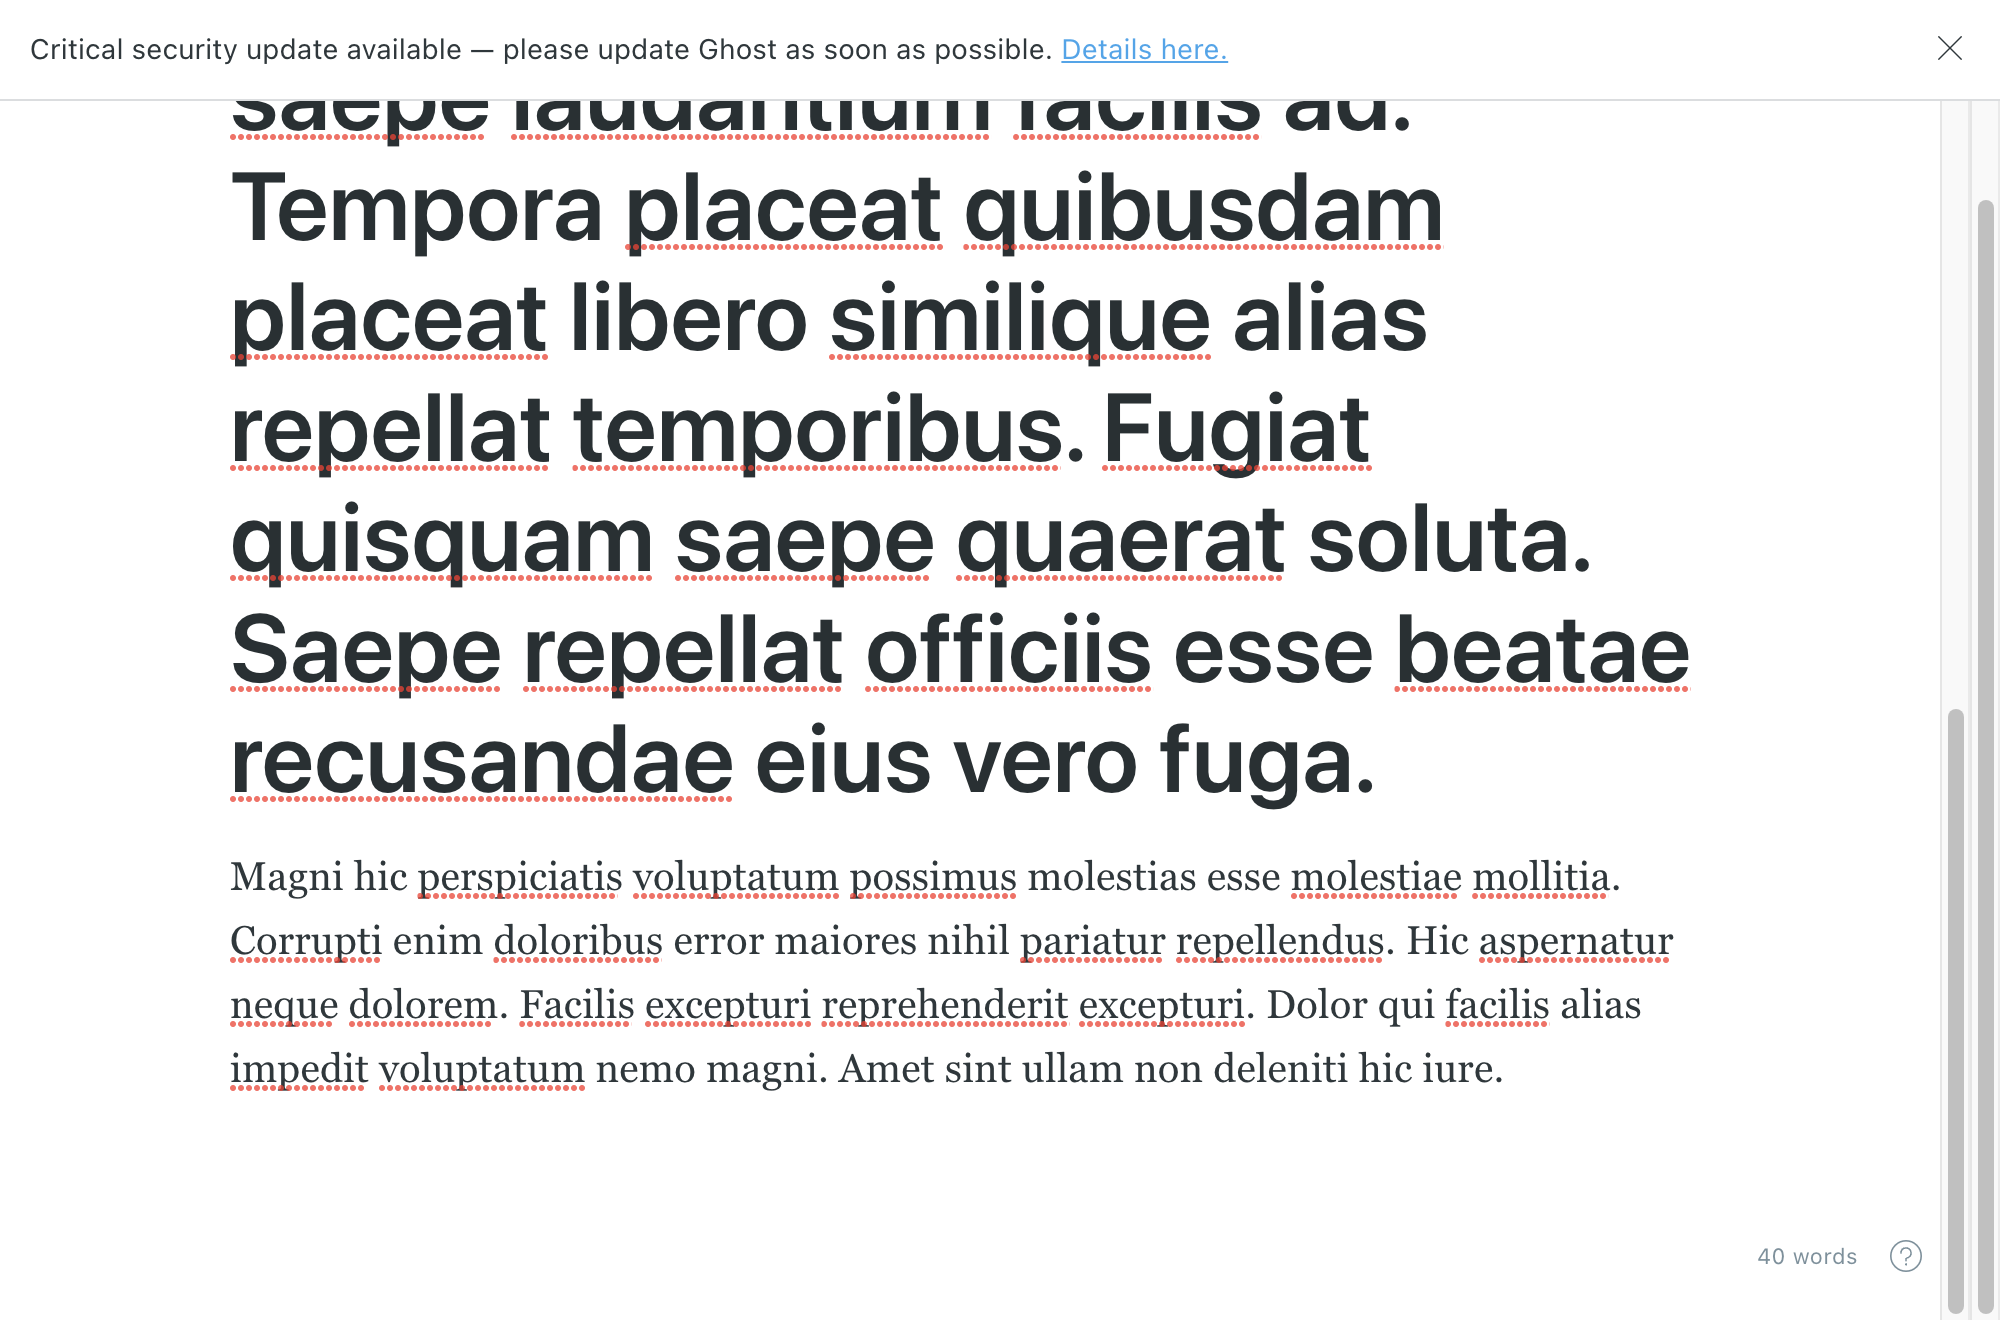 Critical security update available — please update Ghost as soon as possible. Details here.
saepe laudantium facilis ad.
Tempora placeat quibusdam
placeat libero similique alias
repellat temporibus. Fugiat
quisquam saepe quaerat soluta.
Saepe repellat officiis esse beatae
recusandae eius vero fuga.
Magni hic perspiciatis voluptatum possimus molestias esse molestiae mollitia.
Corrupti enim doloribus error maiores nihil pariatur repellendus. Hic aspernatur
neque dolorem. Facilis excepturi reprehenderit excepturi. Dolor qui facilis alias
impedit voluptatum nemo magni. Amet sint ullam non deleniti hic iure.
40 words